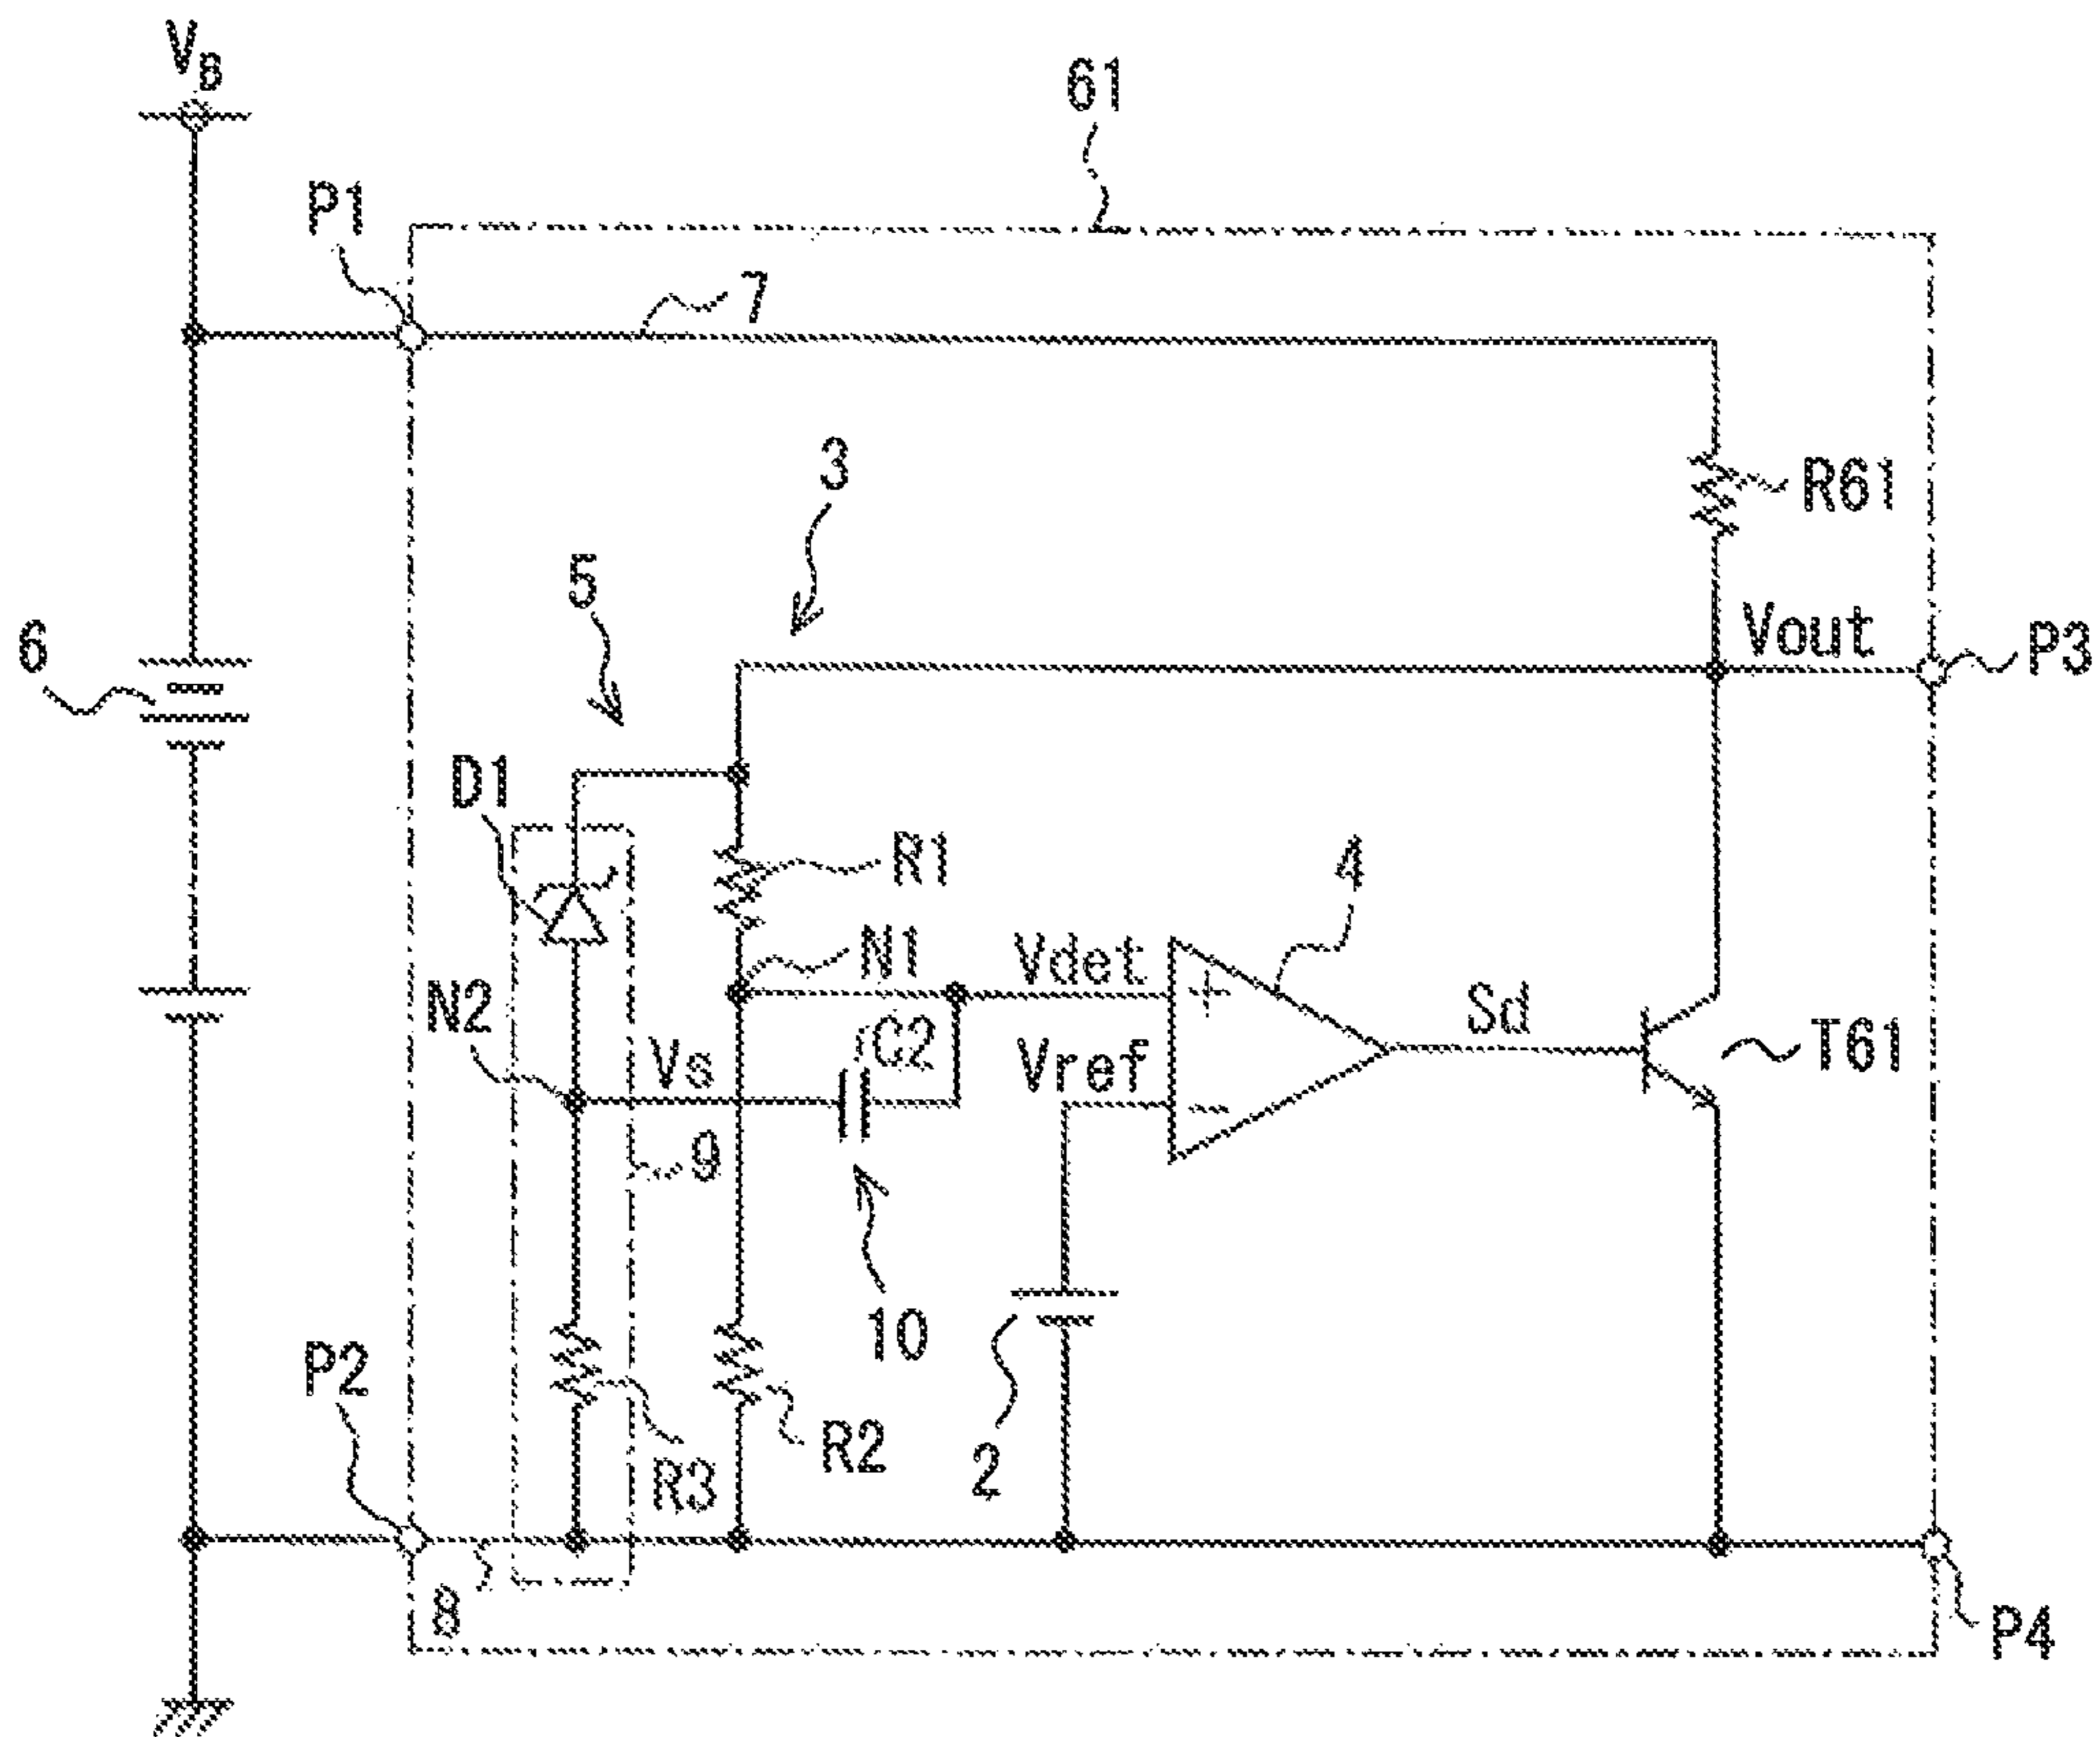 VB
61
P1
7
3
R61
5
Vout
P3
6
D1
R1
4
N1
Vdet
N2
Sd
C2
Vs
Vref
T61
+
-
9
10
P2
R2
2
R3
8
P4